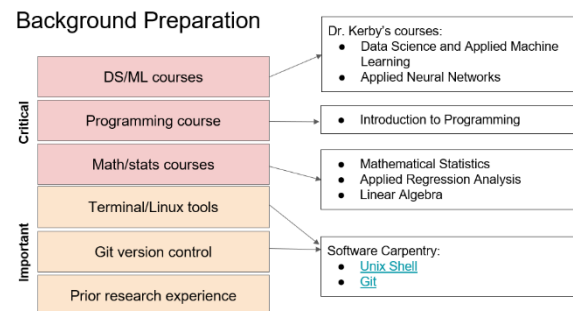 Background Preparation
Critical
DS/ML courses
Programming course
Math/stats courses
Important
Terminal/Linux tools
Git version control
Prior research experience
Dr. Kerby's courses:
● Data Science and Applied Machine
Learning
● Applied Neural Networks
● Introduction to Programming
● Mathematical Statistics
● Applied Regression Analysis
● Linear Algebra
Software Carpentry:
● Unix Shell
● Git